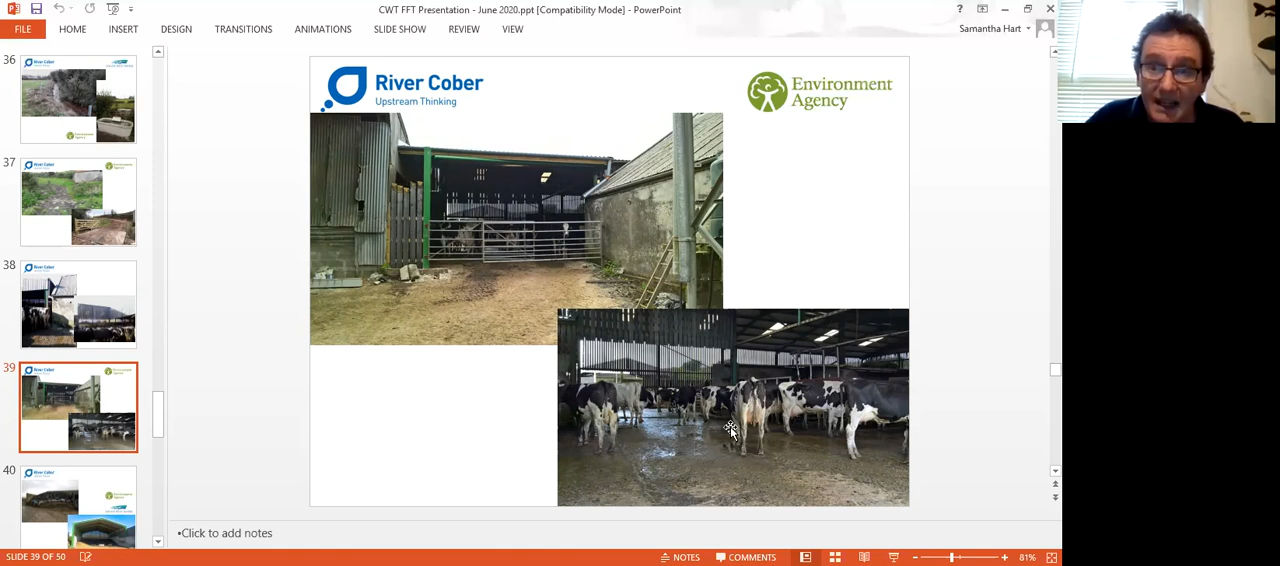 CWT FFT Presentation - June 2020.ppt [Compatibility Mode] - PowerPoint
FILE HOME INSERT DESIGN TRANSITIONS ANIMATIONS SLIDE SHOW REVIEW VIEW
Samantha Hart
36
37
38
39
40
River Cober
Upstream Thinking
Environment
Agency
•Click to add notes
SLIDE 39 OF 50
NOTES
COMMENTS
81%